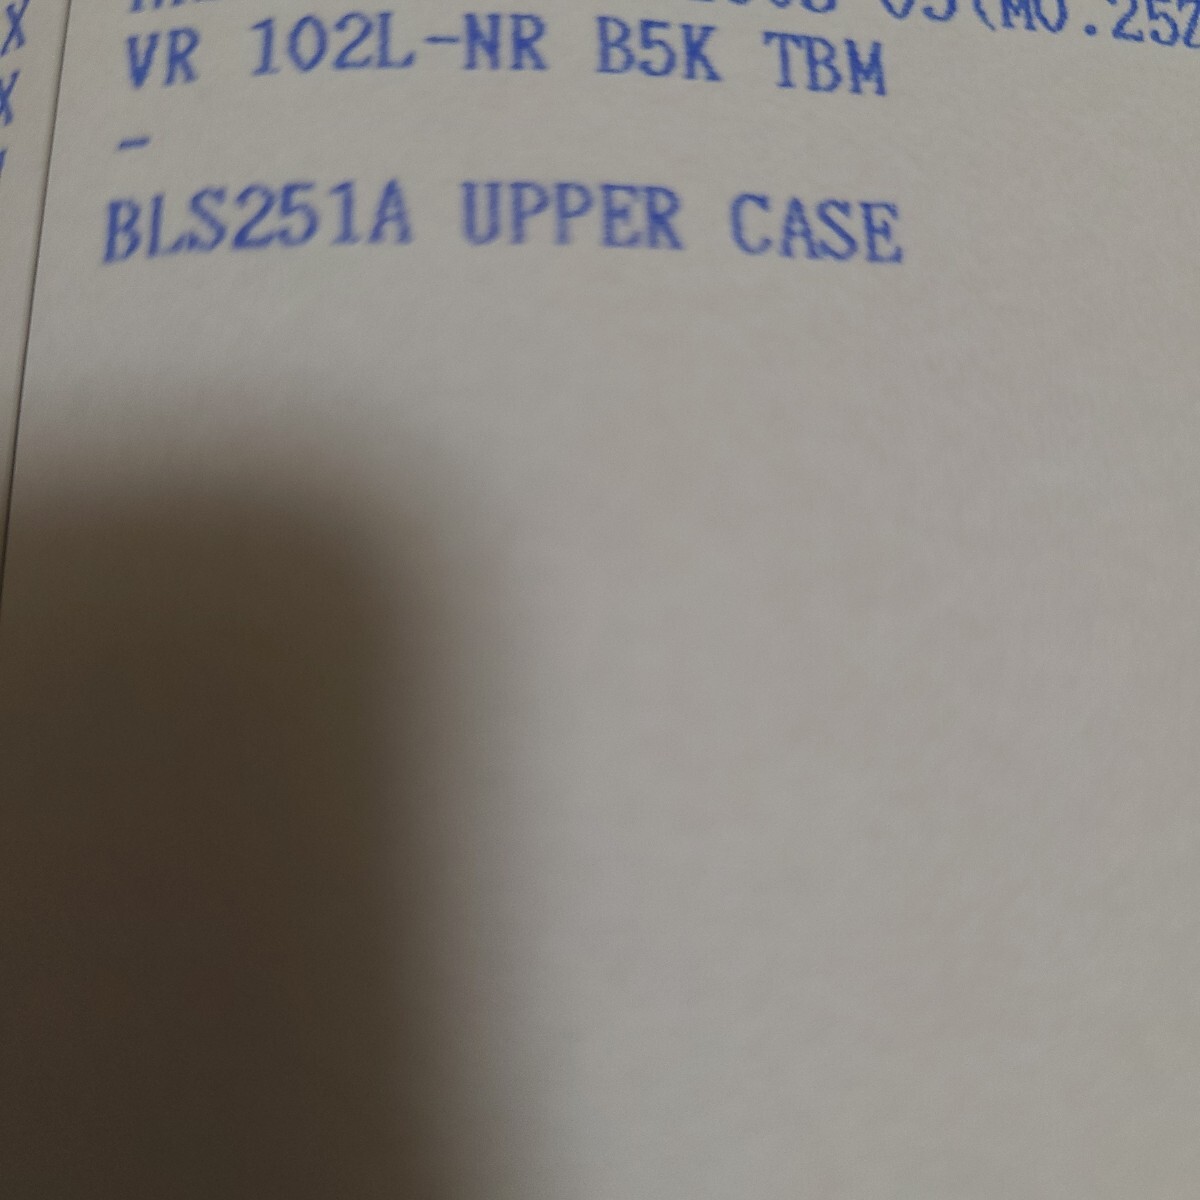 VR 102L-NR B5K TBM
-
BLS251A UPPER CASE